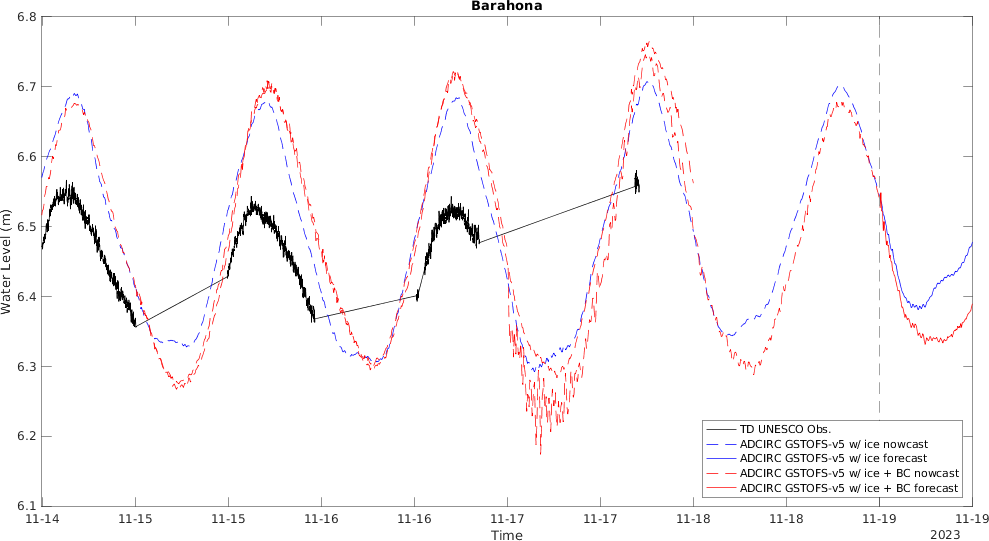 Barahona
6.8
6.7
6.6
6.5
6.4
6.3
6.2
6.1
Water Level (m)
11-14
11-15
11-15
11-16
11-16
11-17
11-17
11-18
11-18
11-19
11-19
Time
2023
TD UNESCO Obs.
ADCIRC GSTOFS-v5 w/ ice nowcast
ADCIRC GSTOFS-v5 w/ ice forecast
ADCIRC GSTOFS-v5 w/ ice + BC nowcast
ADCIRC GSTOFS-v5 w/ ice + BC forecast